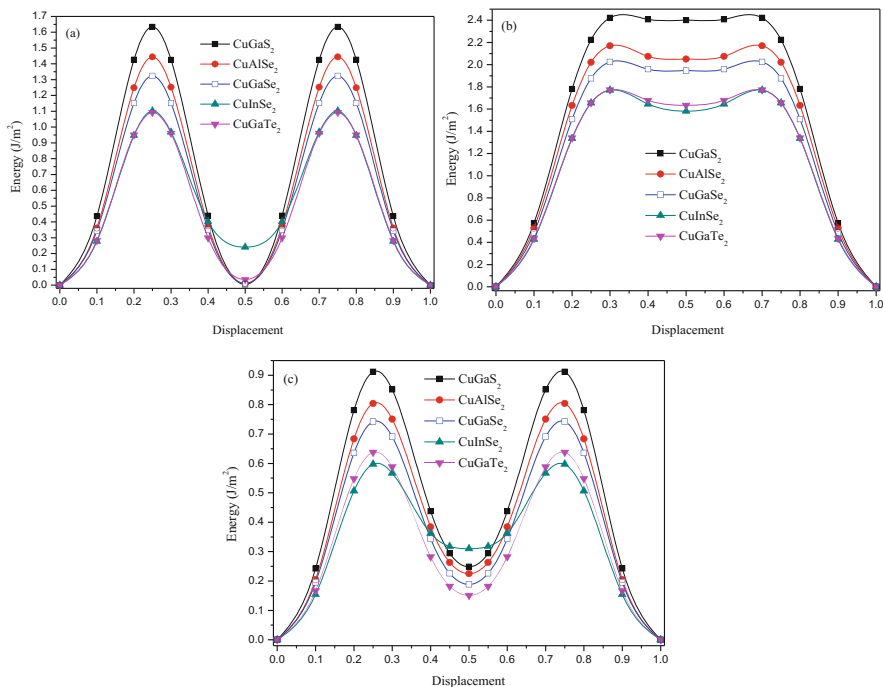 (a)
CuGaS2
CuAlSe2
CuGaSe2
CuInSe2
CuGaTe2
Energy (J/m2)
1.7
1.6
1.5
1.4
1.3
1.2
1.1
1.0
0.9
0.8
0.7
0.6
0.5
0.4
0.3
0.2
0.1
0.0
0.0 0.1 0.2 0.3 0.4 0.5 0.6 0.7 0.8 0.9 1.0
Displacement
(b)
CuGaS2
CuAlSe2
CuGaSe2
CuInSe2
CuGaTe2
Energy (J/m2)
2.4
2.2
2.0
1.8
1.6
1.4
1.2
1.0
0.8
0.6
0.4
0.2
0.0
0.0 0.1 0.2 0.3 0.4 0.5 0.6 0.7 0.8 0.9 1.0
Displacement
(c)
CuGaS2
CuAlSe2
CuGaSe2
CuInSe2
CuGaTe2
Energy (J/m2)
0.9
0.8
0.7
0.6
0.5
0.4
0.3
0.2
0.1
0.0
0.0 0.1 0.2 0.3 0.4 0.5 0.6 0.7 0.8 0.9 1.0
Displacement